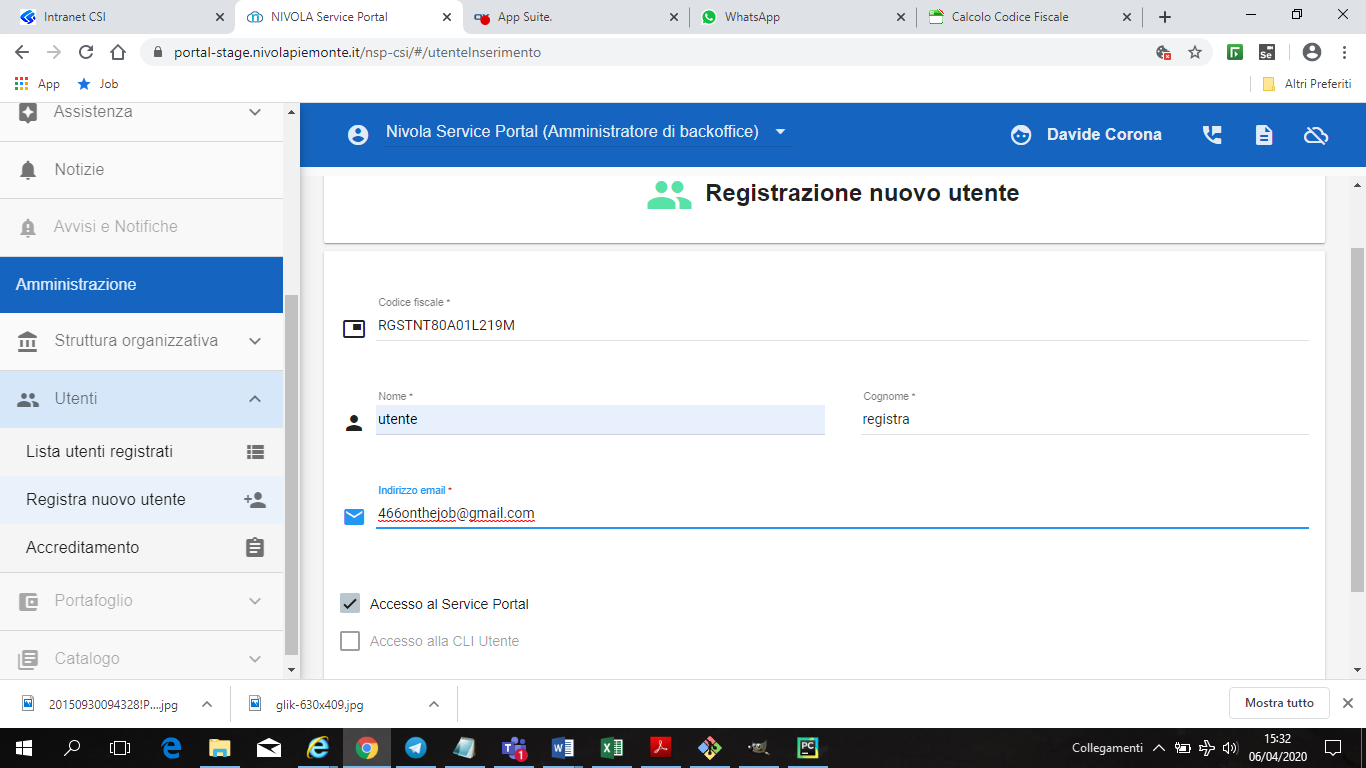 Intranet CSI
NIVOLA Service Portal
App Suite.
WhatsApp
Calcolo Codice Fiscale
portal-stage.nivolapiemonte.it/nsp-csi/#/utenteInserimento
App
Job
Altri Preferiti
Assistenza
Notizie
Avvisi e Notifiche
Amministrazione
Struttura organizzativa
Utenti
Lista utenti registrati
Registra nuovo utente
Accreditamento
Portafoglio
Catalogo
Nivola Service Portal (Amministratore di backoffice)
Davide Corona
Registrazione nuovo utente
Codice fiscale *
RGSTNT80A01L219M
Nome *
utente
Cognome *
registra
Indirizzo email *
466onthejob@gmail.com
Accesso al Service Portal
Accesso alla CLI Utente
20150930094328!P....jpg
glik-630x409.jpg
Mostra tutto
Collegamenti
15:32
06/04/2020